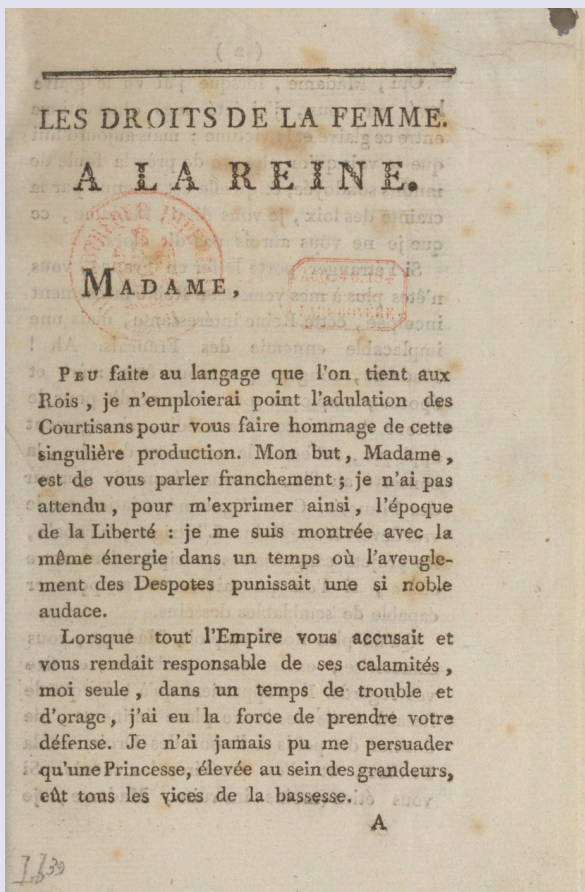 LES DROITS DE LA FEMME.
A LA REINE.
MADAME,
PEU faite au langage que l'on tient aux
Rois, je n'emploierai point l'adulation des
Courtisans pour vous faire hommage de cette
singulière production. Mon but, Madame,
est de vous parler franchement; je n'ai pas
attendu, pour m'exprimer ainsi, l'époque
de la Liberté : je me suis montrée avec la
même énergie dans un temps où l'aveugle-
ment des Despotes punissait une si noble
audace.
Lorsque tout l'Empire vous accusait et
vous rendait responsable de ses calamités,
moi seule, dans un temps de trouble et
d'orage, j'ai eu la force de prendre votre
défense. Je n'ai jamais pu me persuader
qu'une Princesse, élevée au sein des grandeurs,
eût tous les vices de la bassesse.
A